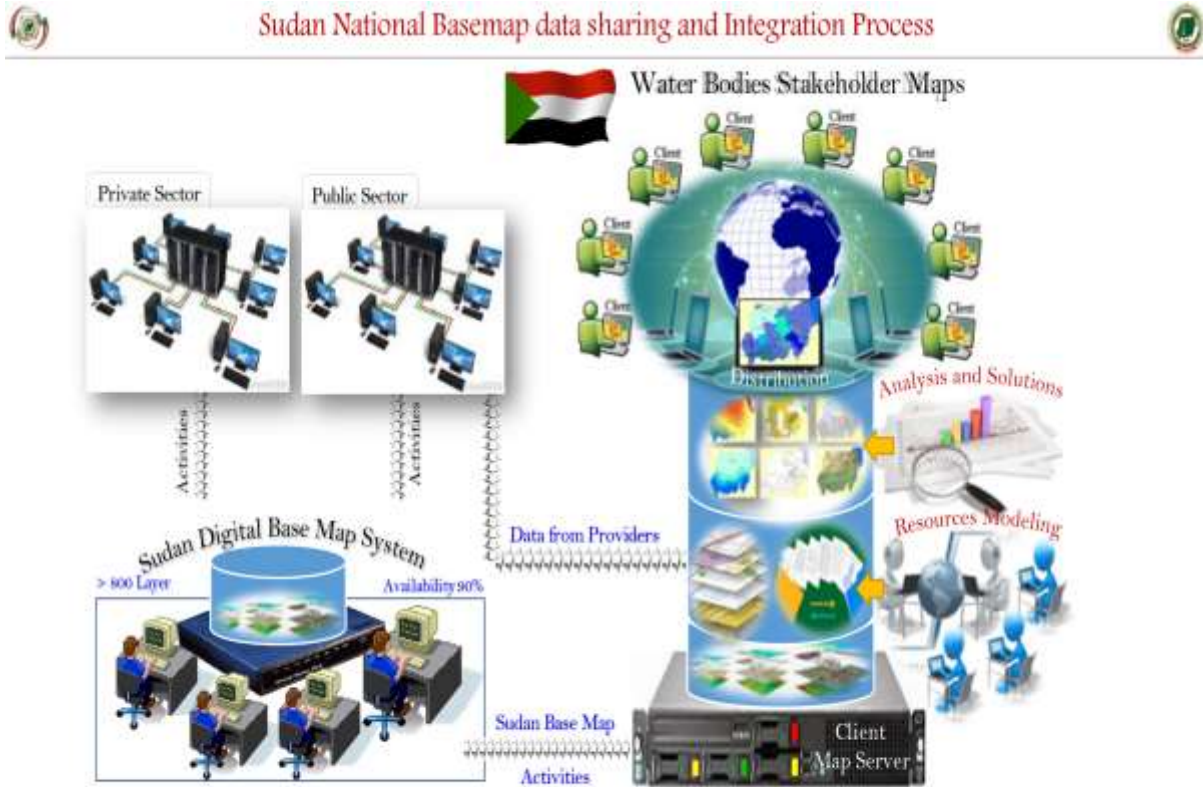 Sudan National Basemap data sharing and Integration Process
Water Bodies Stakeholder Maps
Client
Client
Client
Client
Client
Client
Client
Client
Private Sector
Public Sector
Distribution
Analysis and Solutions
Activities
Activities
Data from Providers
Resources Modeling
Sudan Digital Base Map System
> 800 Layer
Availability 90%
Sudan Base Map
Activities
Client
Map Server